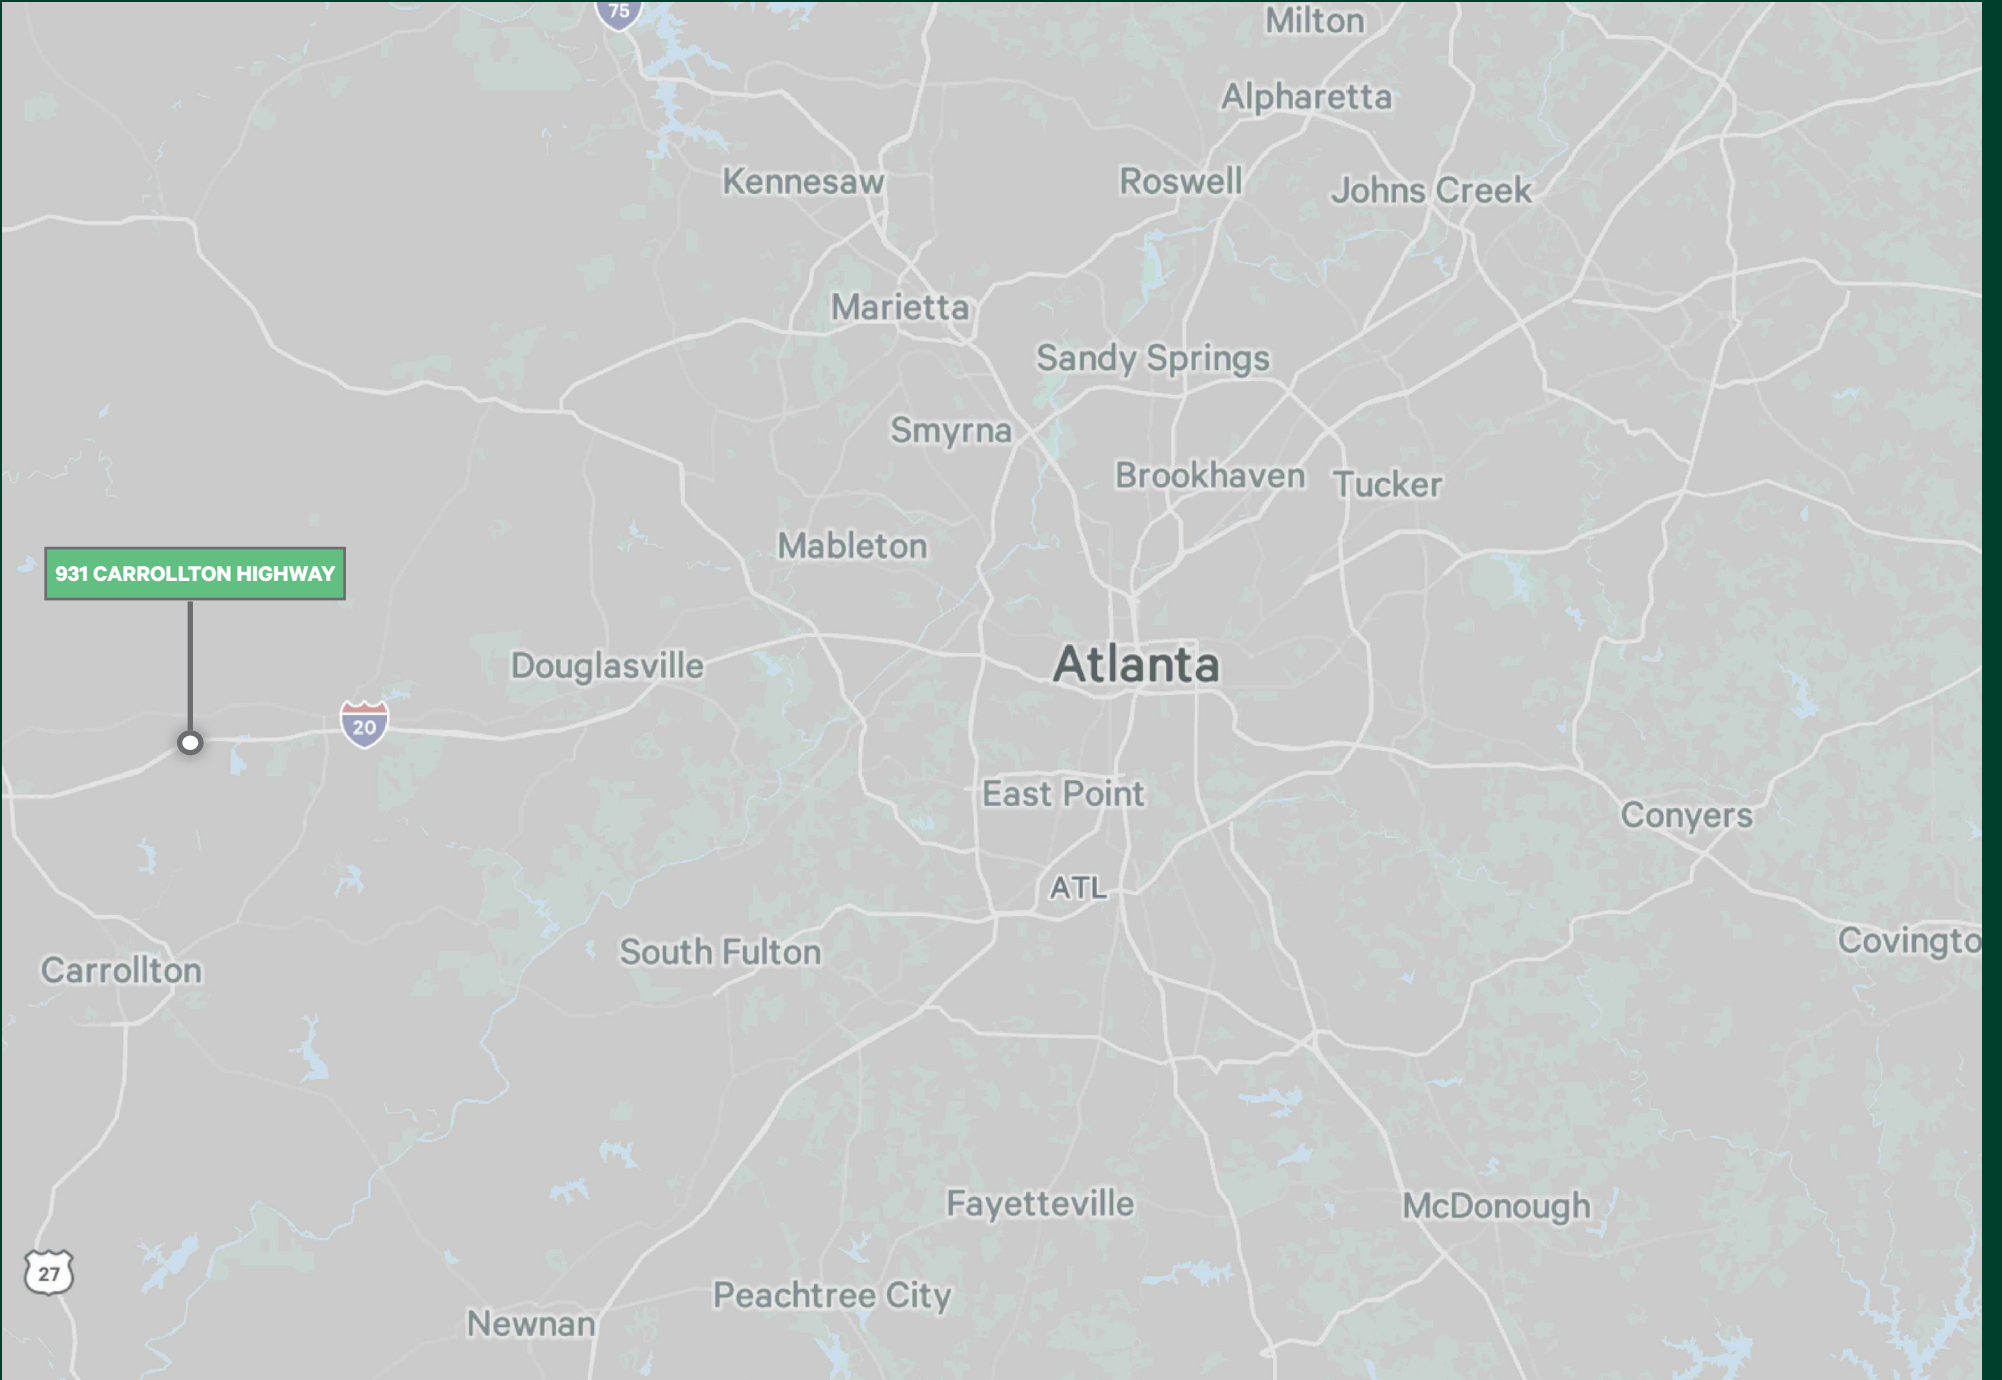 75
Milton
Alpharetta
Kennesaw
Roswell
Johns Creek
Marietta
Sandy Springs
Smyrna
Brookhaven
Tucker
Mableton
931 CARROLLTON HIGHWAY
Douglasville
Atlanta
20
East Point
Conyers
ATL
South Fulton
Covingto
Carrollton
Fayetteville
McDonough
27
Peachtree City
Newnan